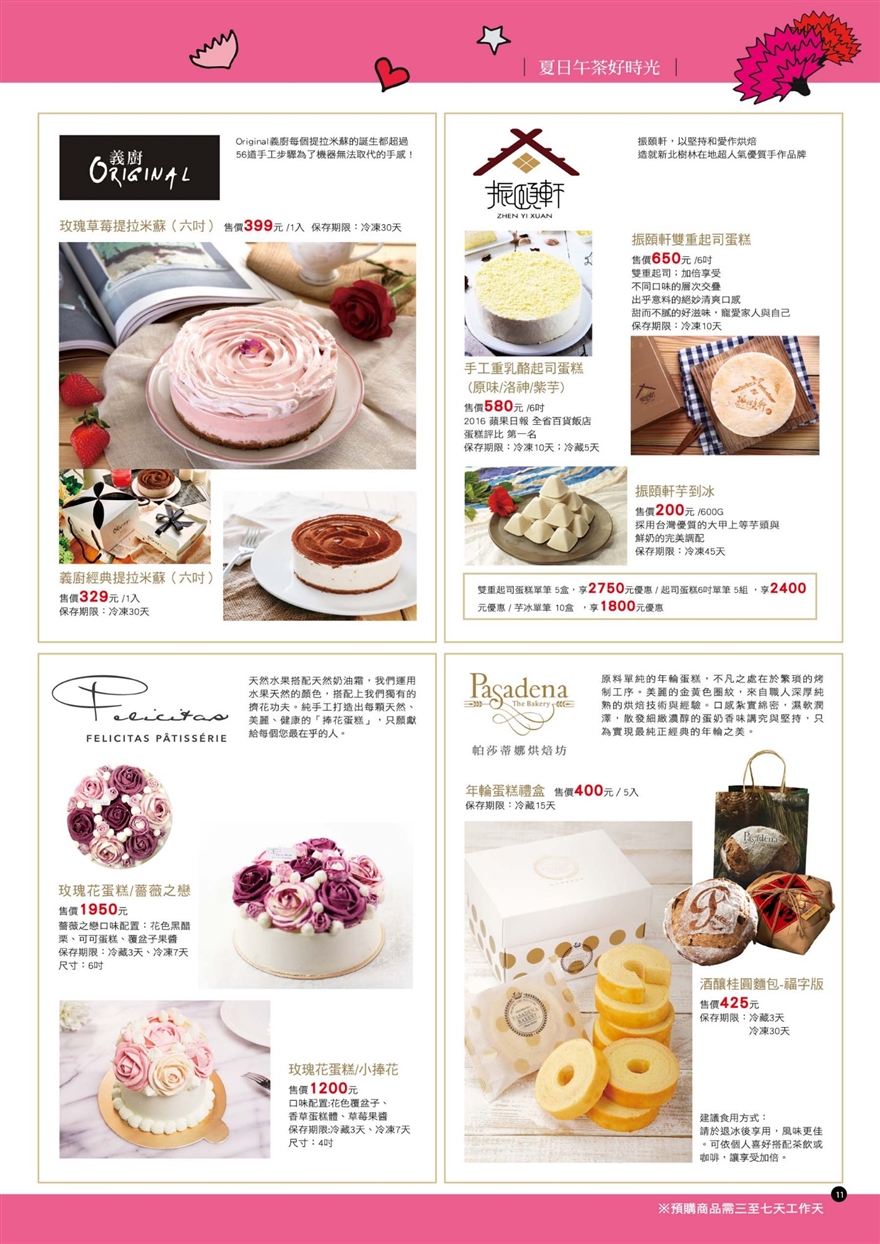 夏日午茶好時光
義廚
ORIGINAL
Original義廚每個提拉米蘇的誕生都超過
56道手工步驟為了機器無法取代的手感！
玫瑰草莓提拉米蘇（六吋） 售價399元 /1入 保存期限：冷凍30天
義廚經典提拉米蘇（六吋）
售價329元 /1入
保存期限：冷凍30天
振頤軒
ZHEN YI XUAN
振頤軒，以堅持和愛作烘焙
造就新北樹林在地超人氣優質手作品牌
振頤軒雙重起司蛋糕
售價650元 /6吋
雙重起司；加倍享受
不同口味的層次交疊
出乎意料的絕妙清爽口感
甜而不膩的好滋味，寵愛家人與自己
保存期限：冷凍10天
手工重乳酪起司蛋糕
（原味/洛神/紫芋）
售價580元 /6吋
2016 蘋果日報 全省百貨飯店
蛋糕評比 第一名
保存期限：冷凍10天；冷藏5天
振頤軒芋到冰
售價200元 /600G
採用台灣優質的大甲上等芋頭與
鮮奶的完美調配
保存期限：冷凍45天
雙重起司蛋糕單筆 5盒，享2750元優惠 / 起司蛋糕6吋單筆 5組 ，享2400
元優惠 / 芋冰單筆 10盒 ，享1800元優惠
Felicitas
FELICITAS PÂTISSÉRIE
天然水果搭配天然奶油霜，我們運用
水果天然的顏色，搭配上我們獨有的
擠花功夫。純手工打造出每顆天然、
美麗、健康的「捧花蛋糕」，只願獻
給每個您最在乎的人。
玫瑰花蛋糕/薔薇之戀
售價1950元
薔薇之戀口味配置：花色黑醋
栗、可可蛋糕、覆盆子果醬
保存期限：冷藏3天、冷凍7天
尺寸：6吋
玫瑰花蛋糕/小捧花
售價1200元
口味配置:花色覆盆子、
香草蛋糕體、草莓果醬
保存期限:冷藏3天、冷凍7天
尺寸：4吋
Pasadena
The Bakery
帕莎蒂娜烘焙坊
原料單純的年輪蛋糕，不凡之處在於繁瑣的烤
制工序。美麗的金黃色圈紋，來自職人深厚純
熟的烘焙技術與經驗。口感紮實綿密，濕軟潤
澤，散發細緻濃醇的蛋奶香味講究與堅持，只
為實現最純正經典的年輪之美。
年輪蛋糕禮盒 售價400元 / 5入
保存期限：冷藏15天
Pasadena
PASADENA
BAKERY
酒釀桂圓麵包-福字版
售價425元
保存期限：冷藏3天
冷凍30天
建議食用方式：
請於退冰後享用，風味更佳
。可依個人喜好搭配茶飲或
咖啡，讓享受加倍。
11
※預購商品需三至七天工作天